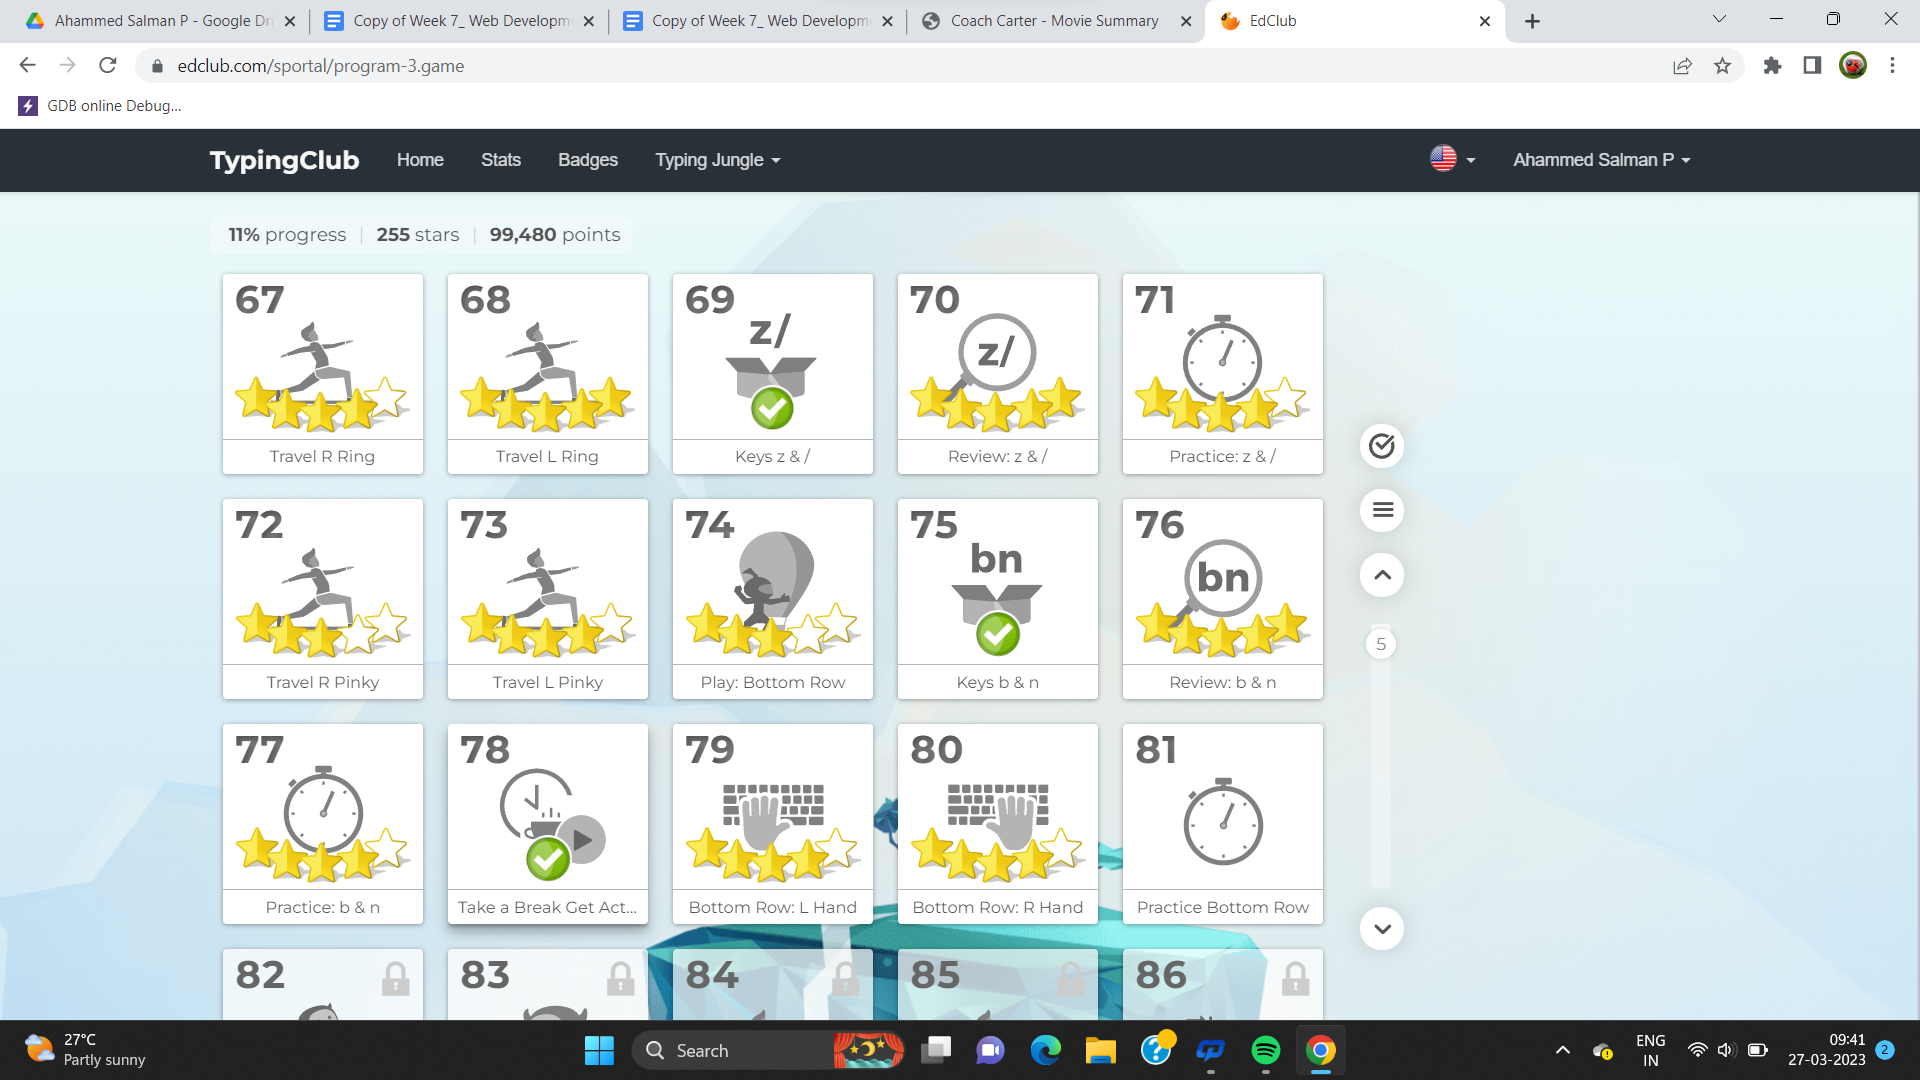 Ahammed Salman P - Google Dri
Copy of Week 7_ Web Developm
Copy of Week 7_ Web Developm
Coach Carter - Movie Summary
EdClub
edclub.com/sportal/program-3.game
GDB online Debug...
TypingClub
Home
Stats
Badges
Typing Jungle
Ahammed Salman P
11% progress
255 stars
99,480 points
67
Travel R Ring
68
Travel L Ring
69
z/
Keys z & /
70
z/
Review: z & /
71
Practice: z & /
72
Travel R Pinky
73
Travel L Pinky
74
Play: Bottom Row
75
bn
Keys b & n
76
bn
Review: b & n
5
77
Practice: b & n
78
Take a Break Get Act...
79
Bottom Row: L Hand
80
Bottom Row: R Hand
81
Practice Bottom Row
82
83
84
85
86
27°C
Partly sunny
Search
ENG
IN
09:41
27-03-2023
2